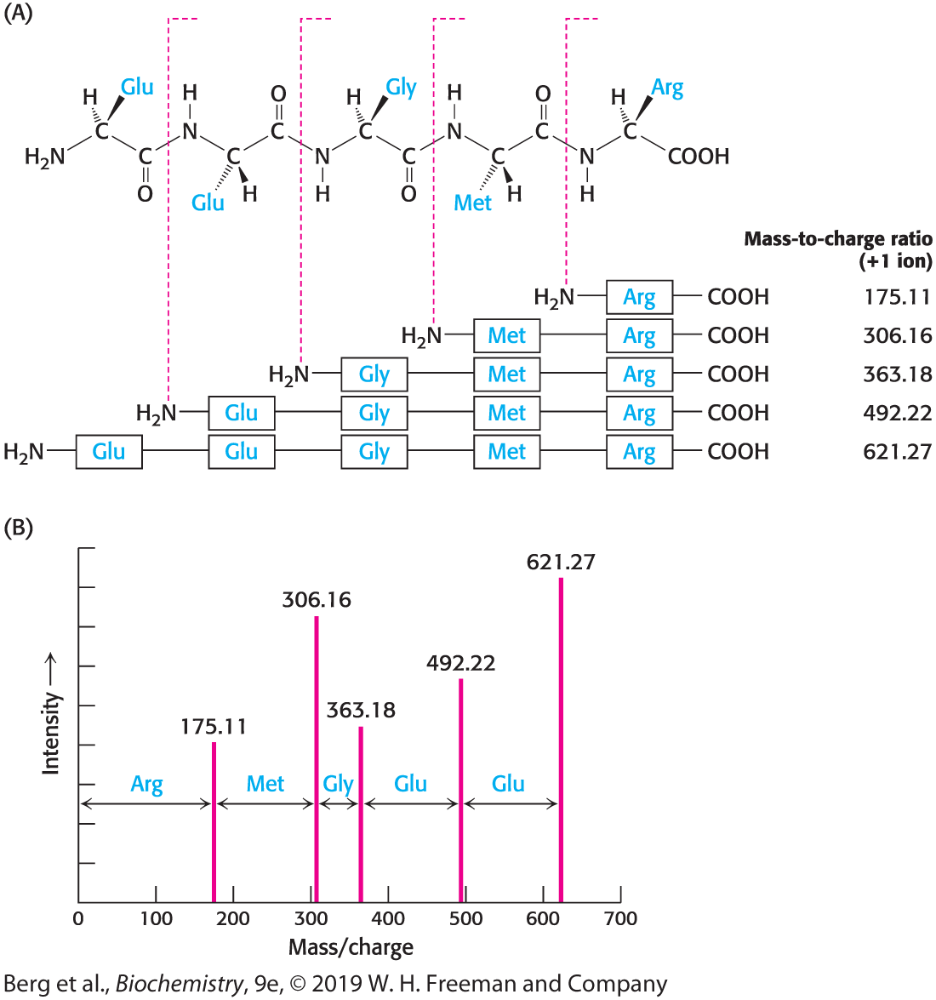 (A)
H Glu H N O H Gly H N O H Arg
H₂N C C N C C N C C N C C N C COOH
O Glu H H O Met H H
Mass-to-charge ratio
(+1 ion)
H₂N Arg COOH 175.11
H₂N Met Arg COOH 306.16
H₂N Gly Met Arg COOH 363.18
H₂N Glu Gly Met Arg COOH 492.22
H₂N Glu Glu Gly Met Arg COOH 621.27
(B)
621.27
306.16
492.22
363.18
175.11
Intensity →
Arg Met Gly Glu Glu
0 100 200 300 400 500 600 700
Mass/charge
Berg et al., Biochemistry, 9e, © 2019 W. H. Freeman and Company